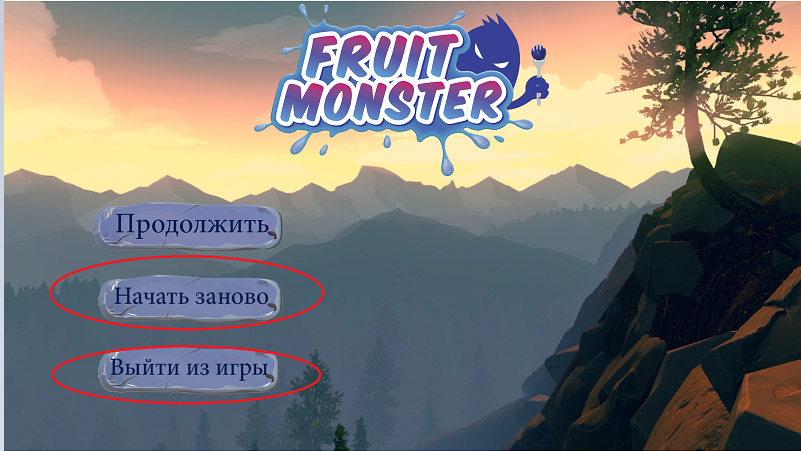 FRUIT
MONSTER
Продолжить
Начать заново
Выйти из игры